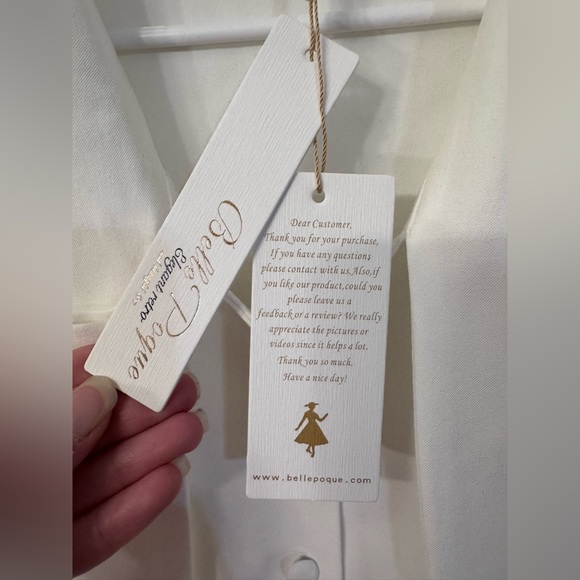 Belle Poque
Elegant retro
Dear Customer,
Thank you for your purchase,
If you have any questions
please contact with us.Also,if
you like our product,could you
please leave us a
feedback or a review? We really
appreciate the pictures or
videos since it helps a lot.
Thank you so much,
Have a nice day!
www.bellepoque.com